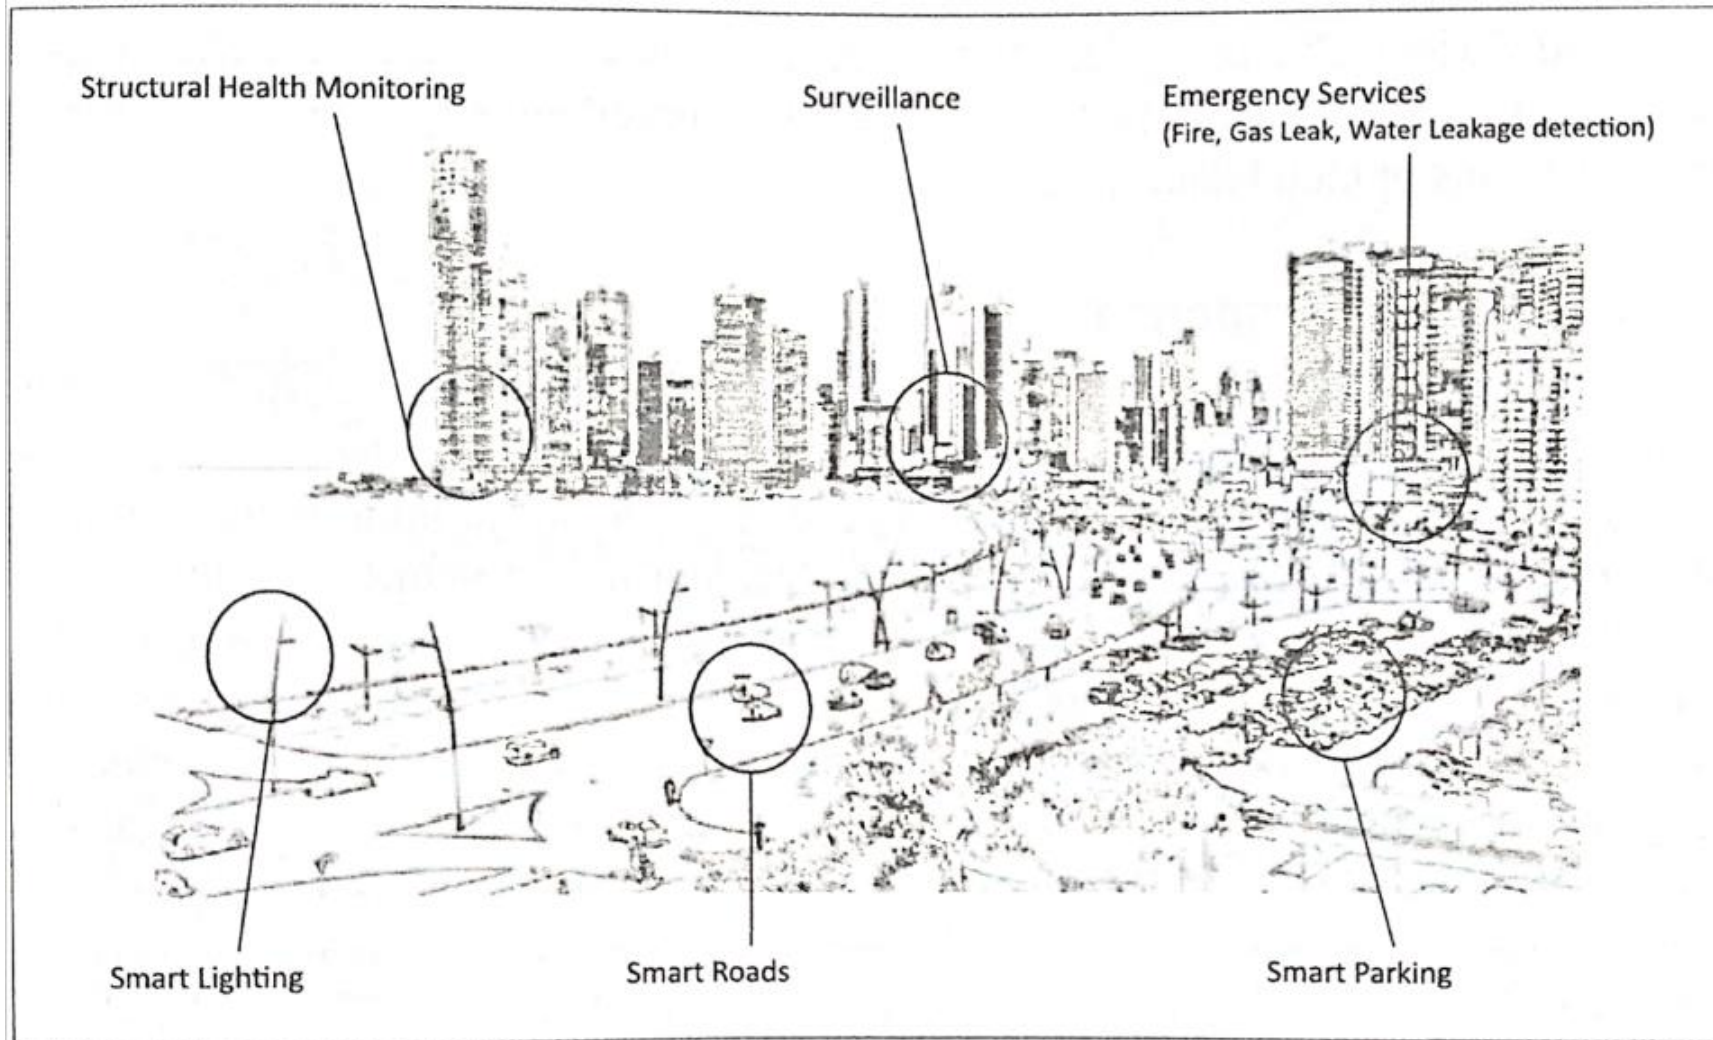 Structural Health Monitoring
Surveillance
Emergency Services
(Fire, Gas Leak, Water Leakage detection)
Smart Lighting
Smart Roads
Smart Parking